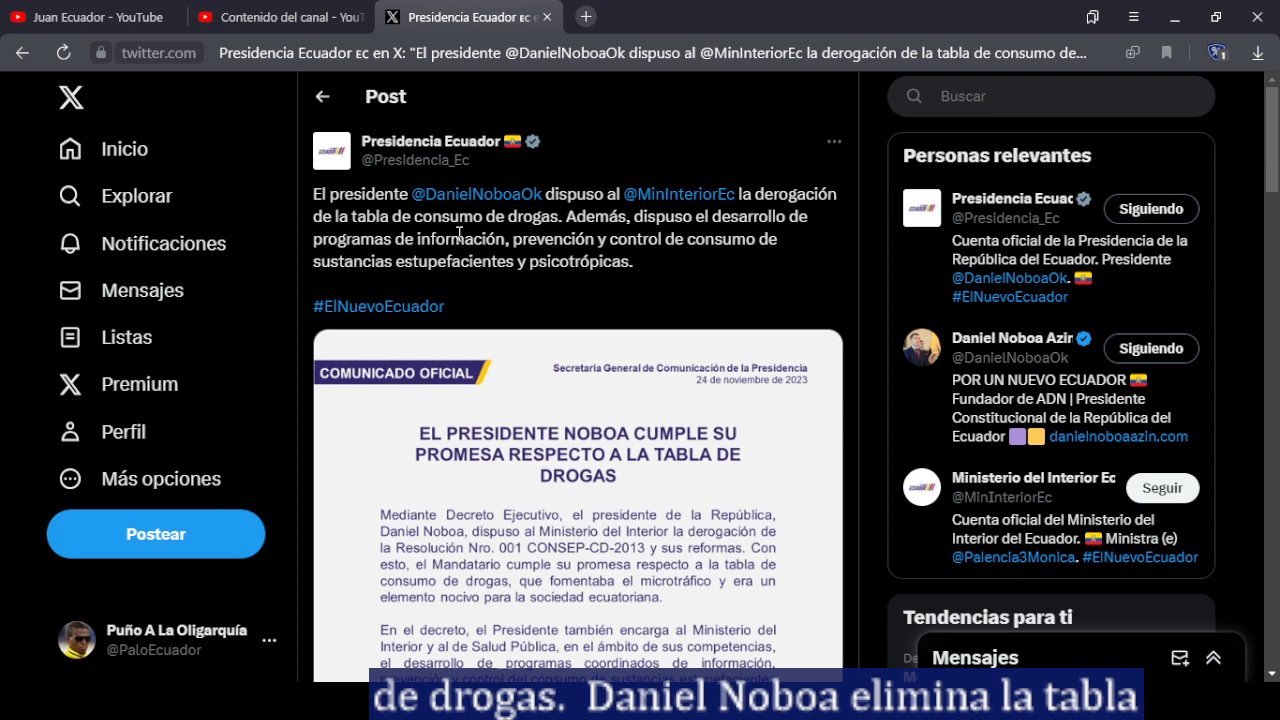 Juan Ecuador - YouTube
Contenido del canal - YouT
Presidencia Ecuador EC e
twitter.com
Presidencia Ecuador EC en X: "El presidente @DanielNoboaOk dispuso al @MinInteriorEc la derogación de la tabla de consumo de...
1
Inicio
Explorar
Notificaciones
Mensajes
Listas
Premium
Perfil
Más opciones
Postear
Puño A La Oligarquía
@PaloEcuador
Post
Presidencia Ecuador 🇪🇨
@Presidencia_Ec
El presidente @DanielNoboaOk dispuso al @MinInteriorEc la derogación
de la tabla de consumo de drogas. Además, dispuso el desarrollo de
programas de información, prevención y control de consumo de
sustancias estupefacientes y psicotrópicas.
#ElNuevoEcuador
COMUNICADO OFICIAL
Secretaría General de Comunicación de la Presidencia
24 de noviembre de 2023
EL PRESIDENTE NOBOA CUMPLE SU
PROMESA RESPECTO A LA TABLA DE
DROGAS
Mediante Decreto Ejecutivo, el presidente de la República,
Daniel Noboa, dispuso al Ministerio del Interior la derogación de
la Resolución Nro. 001 CONSEP-CD-2013 y sus reformas. Con
esto, el Mandatario cumple su promesa respecto a la tabla de
consumo de drogas, que fomentaba el microtráfico y era un
elemento nocivo para la sociedad ecuatoriana.
En el decreto, el Presidente también encarga al Ministerio del
Interior y al de Salud Pública, en el ámbito de sus competencias,
el desarrollo de programas coordinados de información,
Buscar
Personas relevantes
Presidencia Ecuac
@Presidencia_Ec
Siguiendo
Cuenta oficial de la Presidencia de la
República del Ecuador. Presidente
@DanielNoboaOk. 🇪🇨
#ElNuevoEcuador
Daniel Noboa Azin
@DanielNoboaOk
Siguiendo
POR UN NUEVO ECUADOR 🇪🇨
Fundador de ADN | Presidente
Constitucional de la República del
Ecuador 🟪🟨 danielnoboaazin.com
Ministerio del Interior Ec
@MinInteriorEc
Seguir
Cuenta oficial del Ministerio del
Interior del Ecuador. 🇪🇨 Ministra (e)
@Palencia3Monica. #ElNuevoEcuador
Tendencias para ti
Mensajes
de drogas. Daniel Noboa elimina la tabla